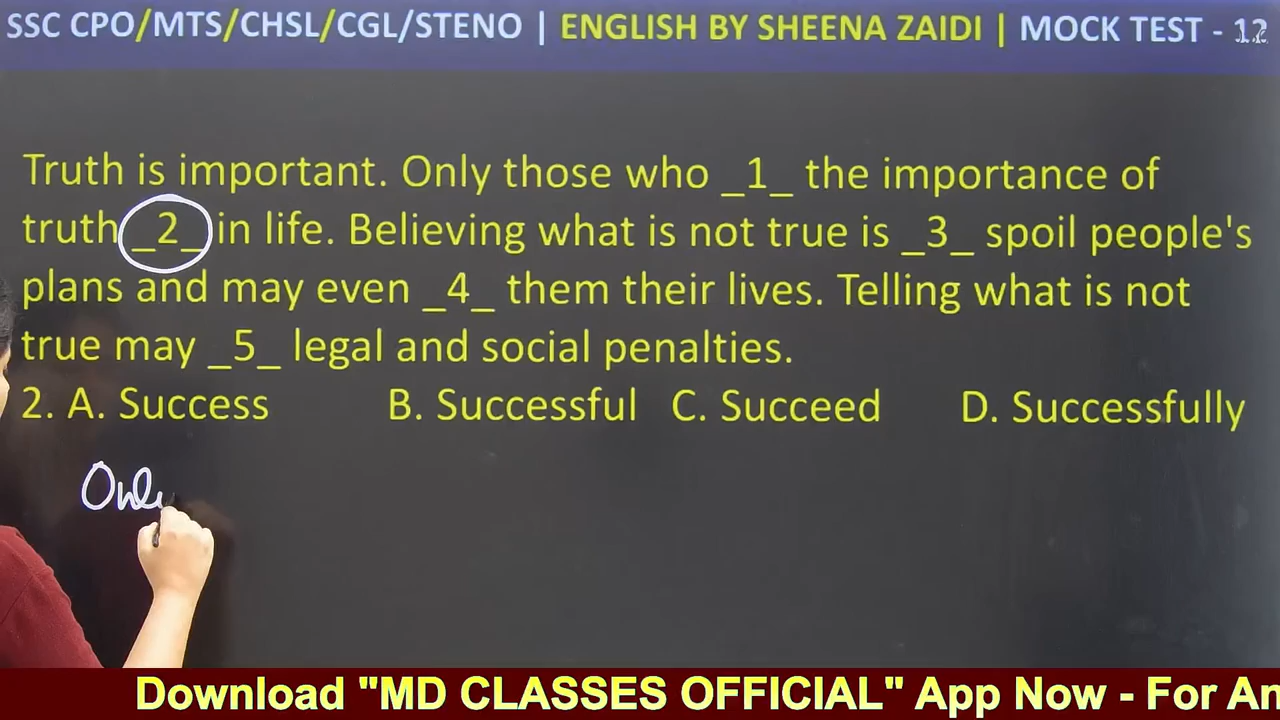 SSC CPO/MTS/CHSL/CGL/STENO | ENGLISH BY SHEENA ZAIDI | MOCK TEST - 12
Truth is important. Only those who _1_ the importance of
truth _2_ in life. Believing what is not true is _3_ spoil people's
plans and may even _4_ them their lives. Telling what is not
true may _5_ legal and social penalties.
2. A. Success B. Successful C. Succeed D. Successfully
Only
Download "MD CLASSES OFFICIAL" App Now - For An